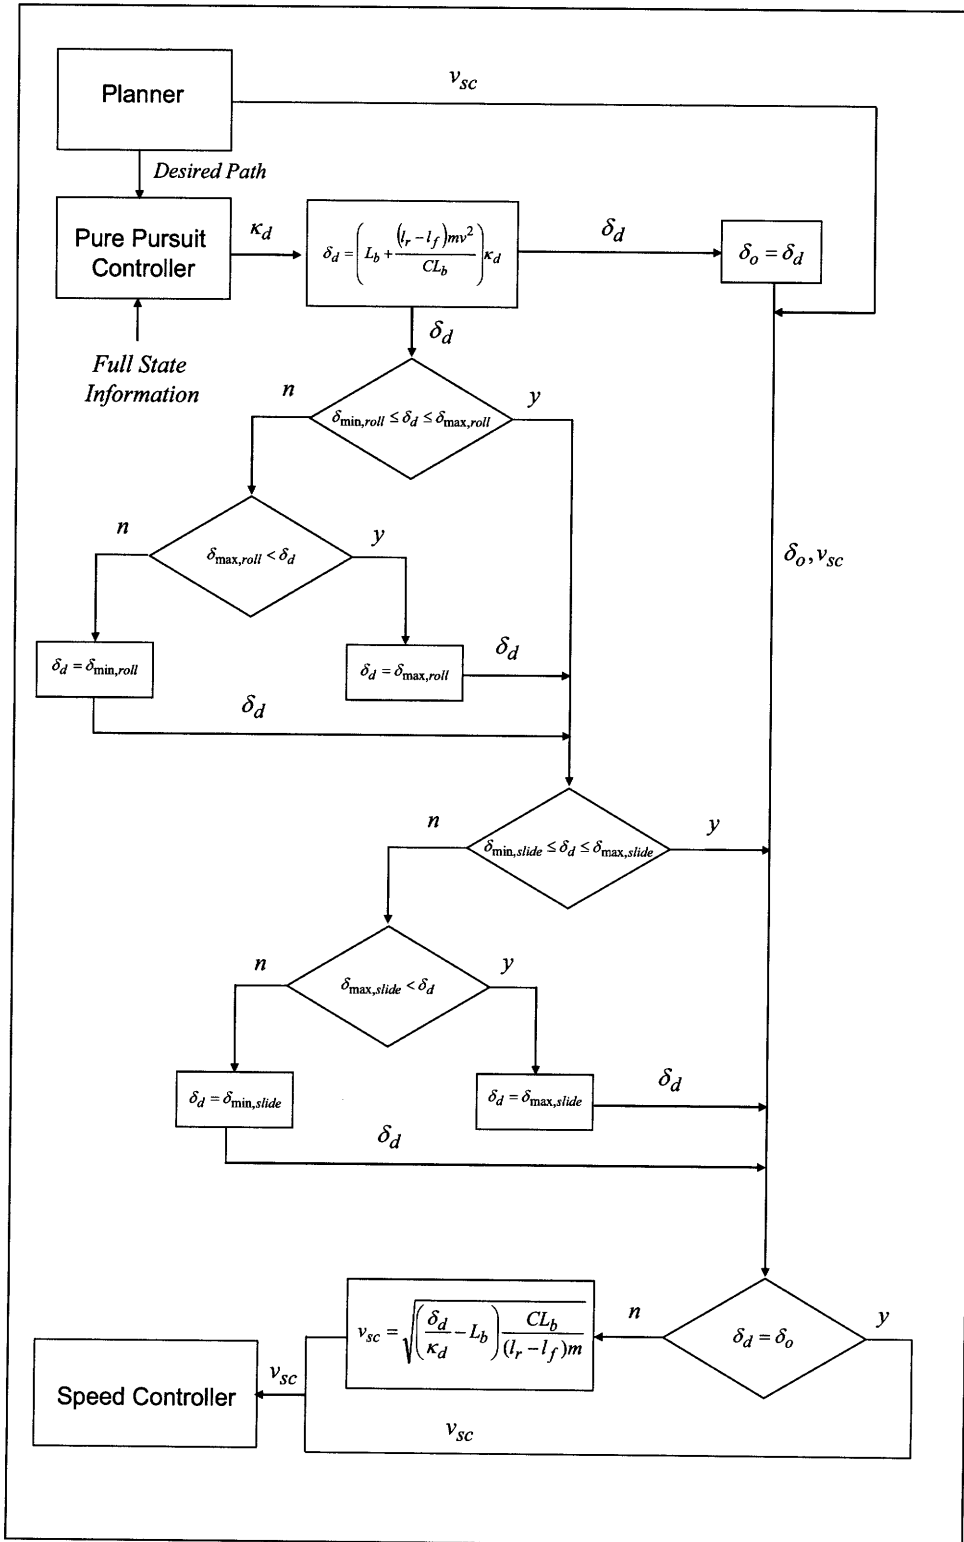 Planner
v_sc
Desired Path
Pure Pursuit
Controller
κ_d
δ_d = (L_b + (l_r − l_f)mv² / CL_b) κ_d
δ_d
δ_o = δ_d
δ_d
Full State
Information
n
δ_min,roll ≤ δ_d ≤ δ_max,roll
y
n
δ_max,roll < δ_d
y
δ_o, v_sc
δ_d = δ_min,roll
δ_d = δ_max,roll
δ_d
δ_d
n
δ_min,slide ≤ δ_d ≤ δ_max,slide
y
n
δ_max,slide < δ_d
y
δ_d = δ_min,slide
δ_d = δ_max,slide
δ_d
δ_d
v_sc = √((δ_d / κ_d − L_b) CL_b / (l_r − l_f)m)
n
δ_d = δ_o
y
Speed Controller
v_sc
v_sc